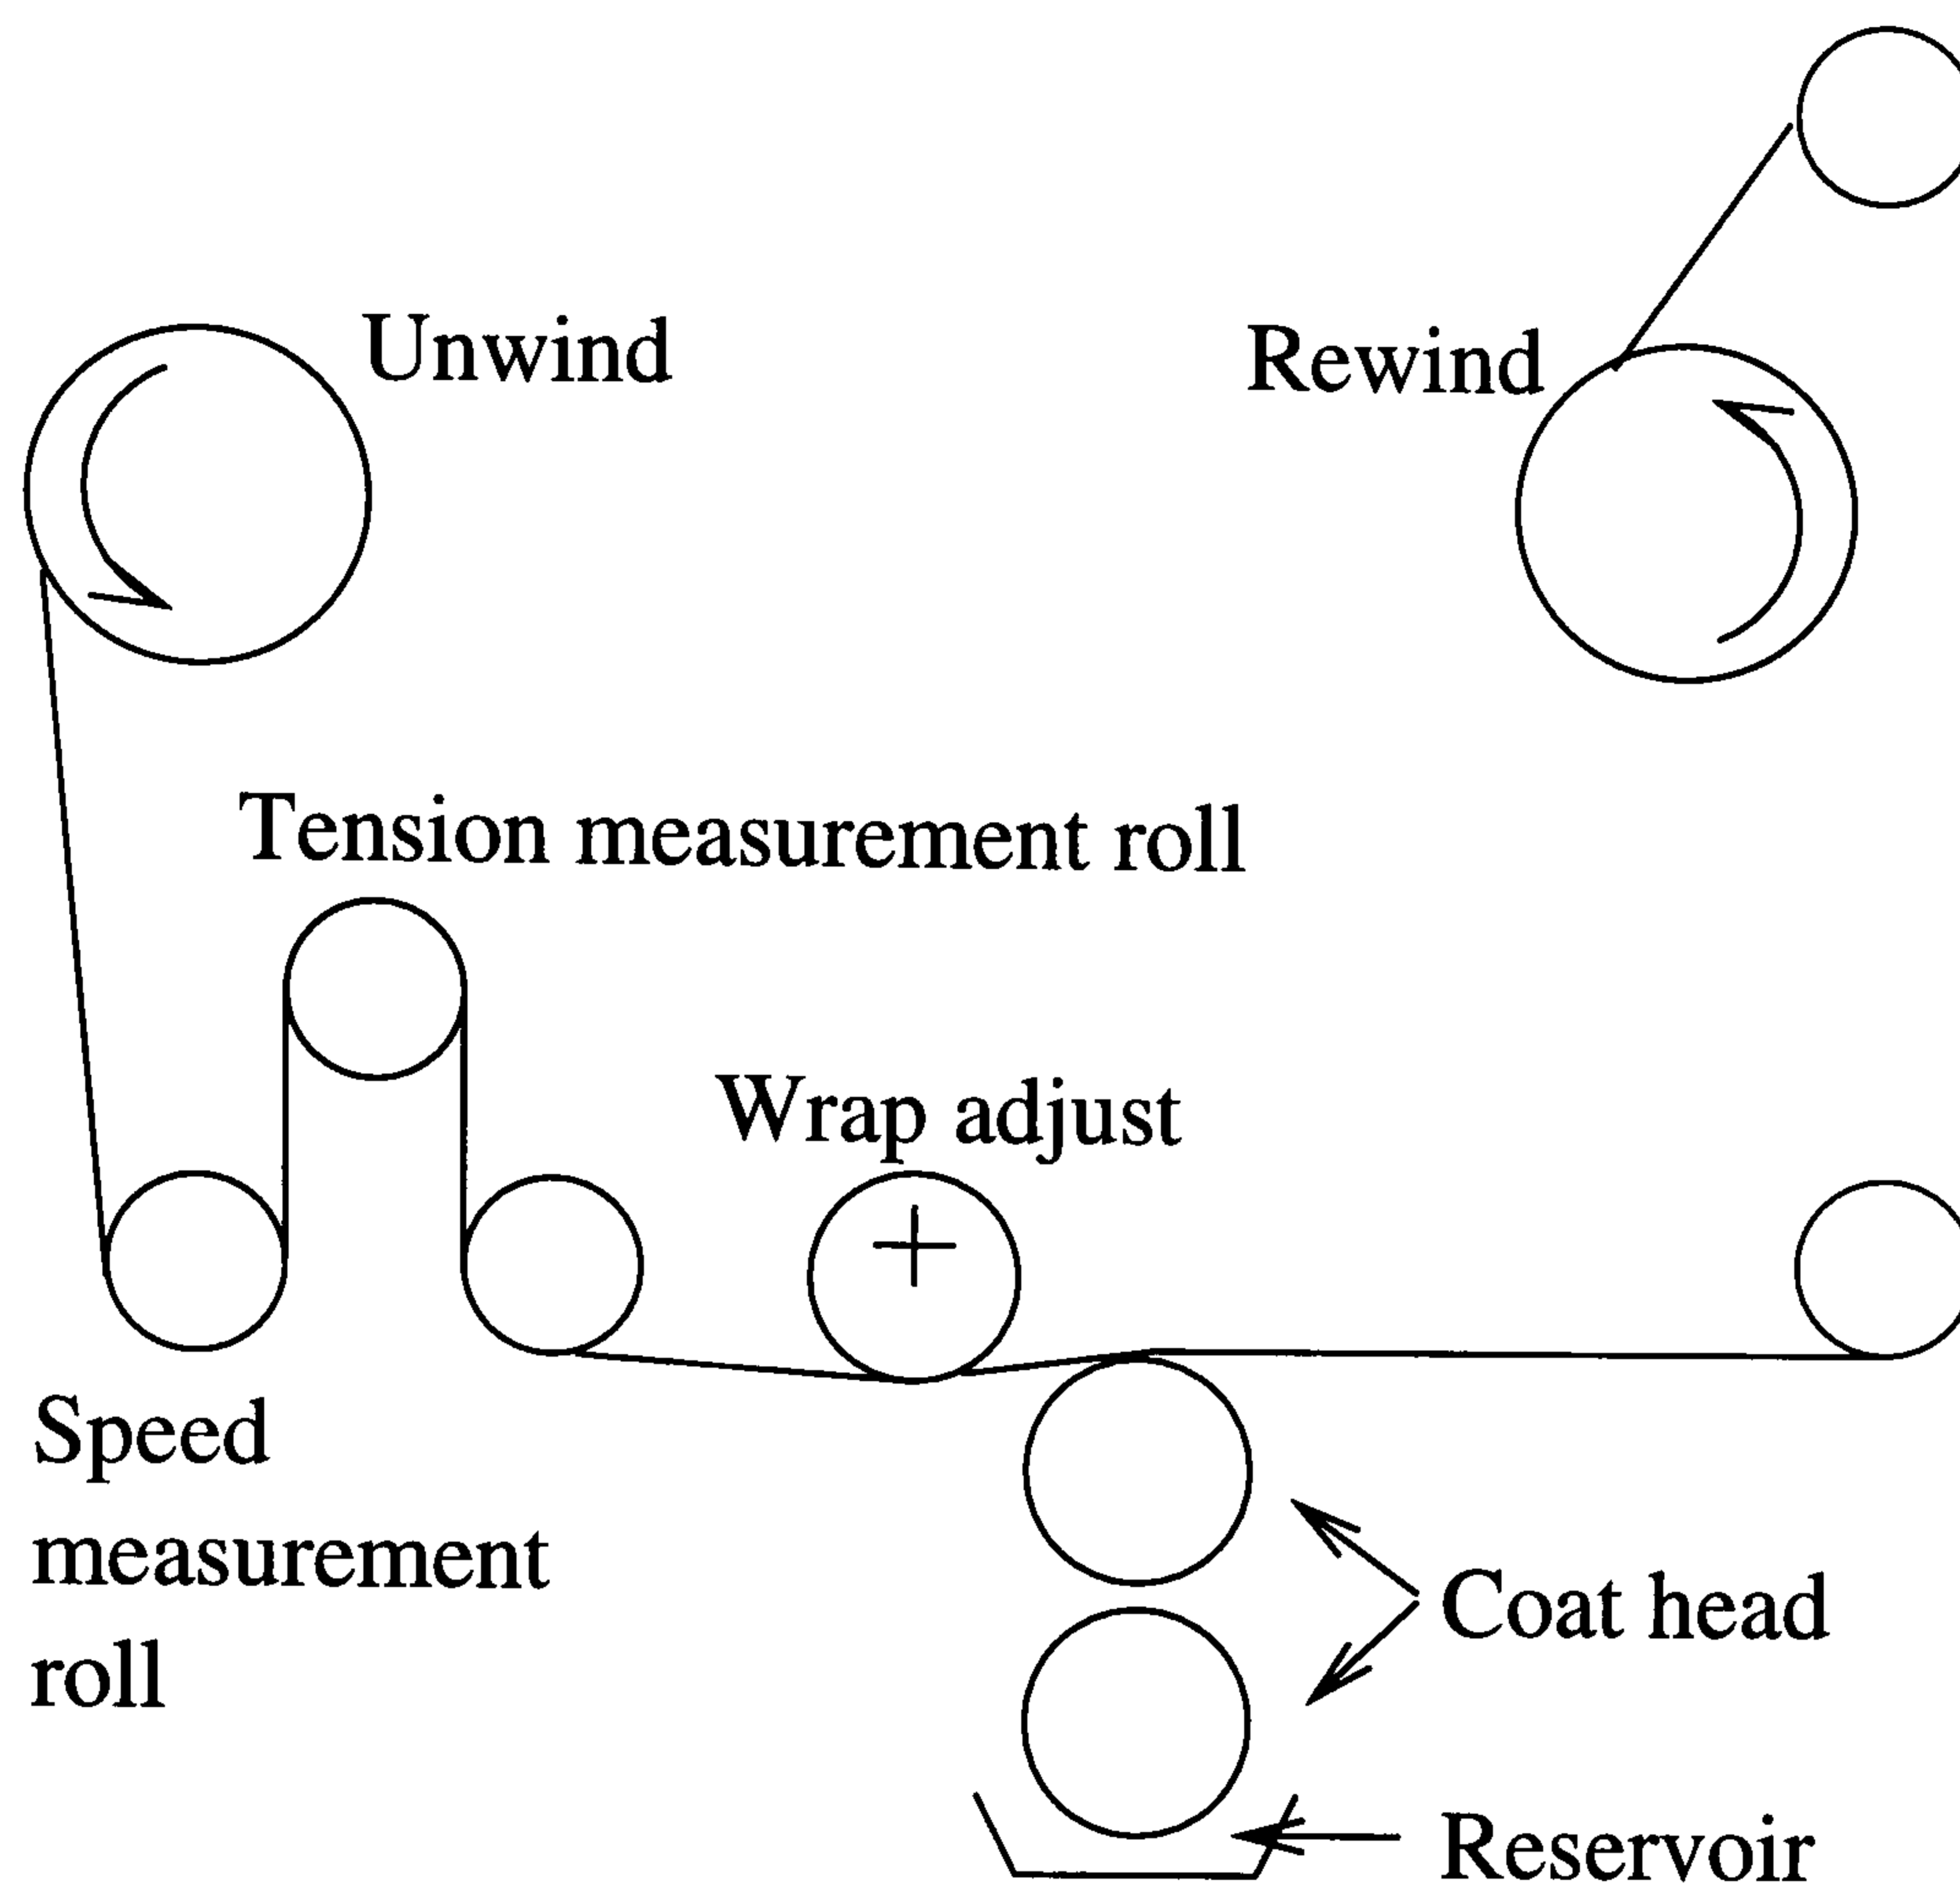 Unwind
Rewind
Tension measurement roll
Wrap adjust
Speed
measurement
roll
Coat head
Reservoir